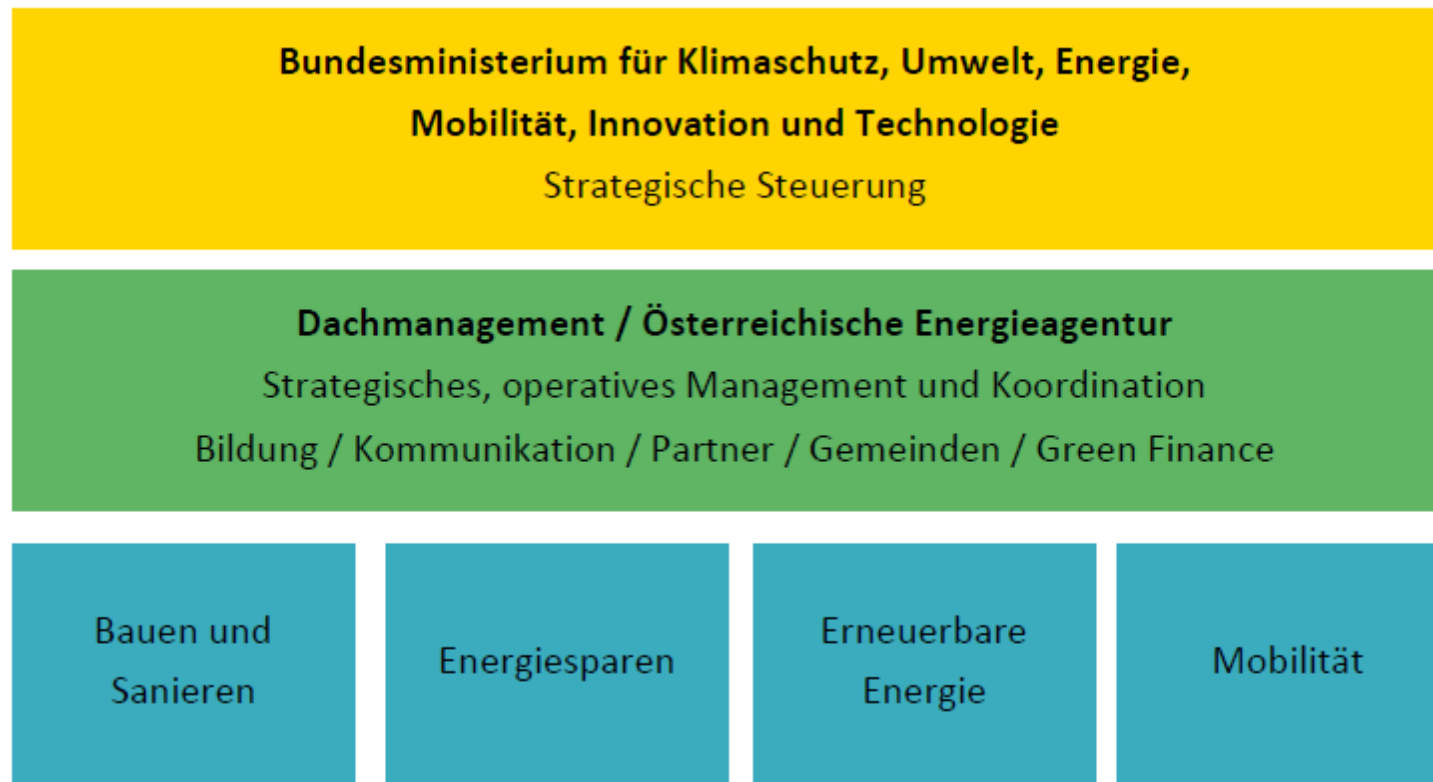 Bundesministerium für Klimaschutz, Umwelt, Energie,
Mobilität, Innovation und Technologie
Strategische Steuerung
Dachmanagement / Österreichische Energieagentur
Strategisches, operatives Management und Koordination
Bildung / Kommunikation / Partner / Gemeinden / Green Finance
Bauen und
Sanieren
Energiesparen
Erneuerbare
Energie
Mobilität